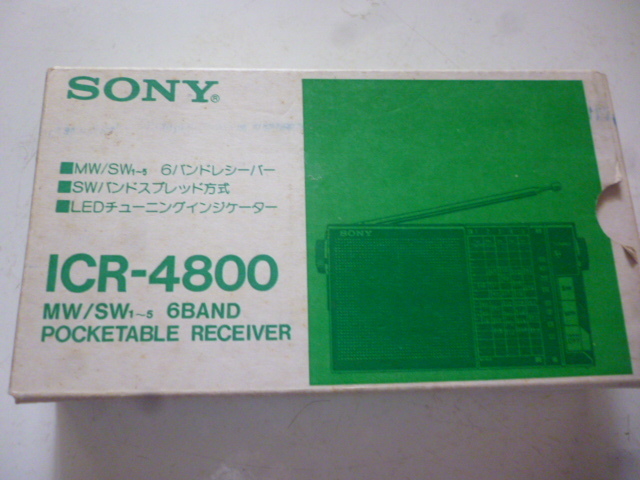 SONY®
■MW/SW1~5 6バンドレシーバー
■SWバンドスプレッド方式
■LEDチューニングインジケーター
ICR-4800
MW/SW1~5 6BAND
POCKETABLE RECEIVER
SONY